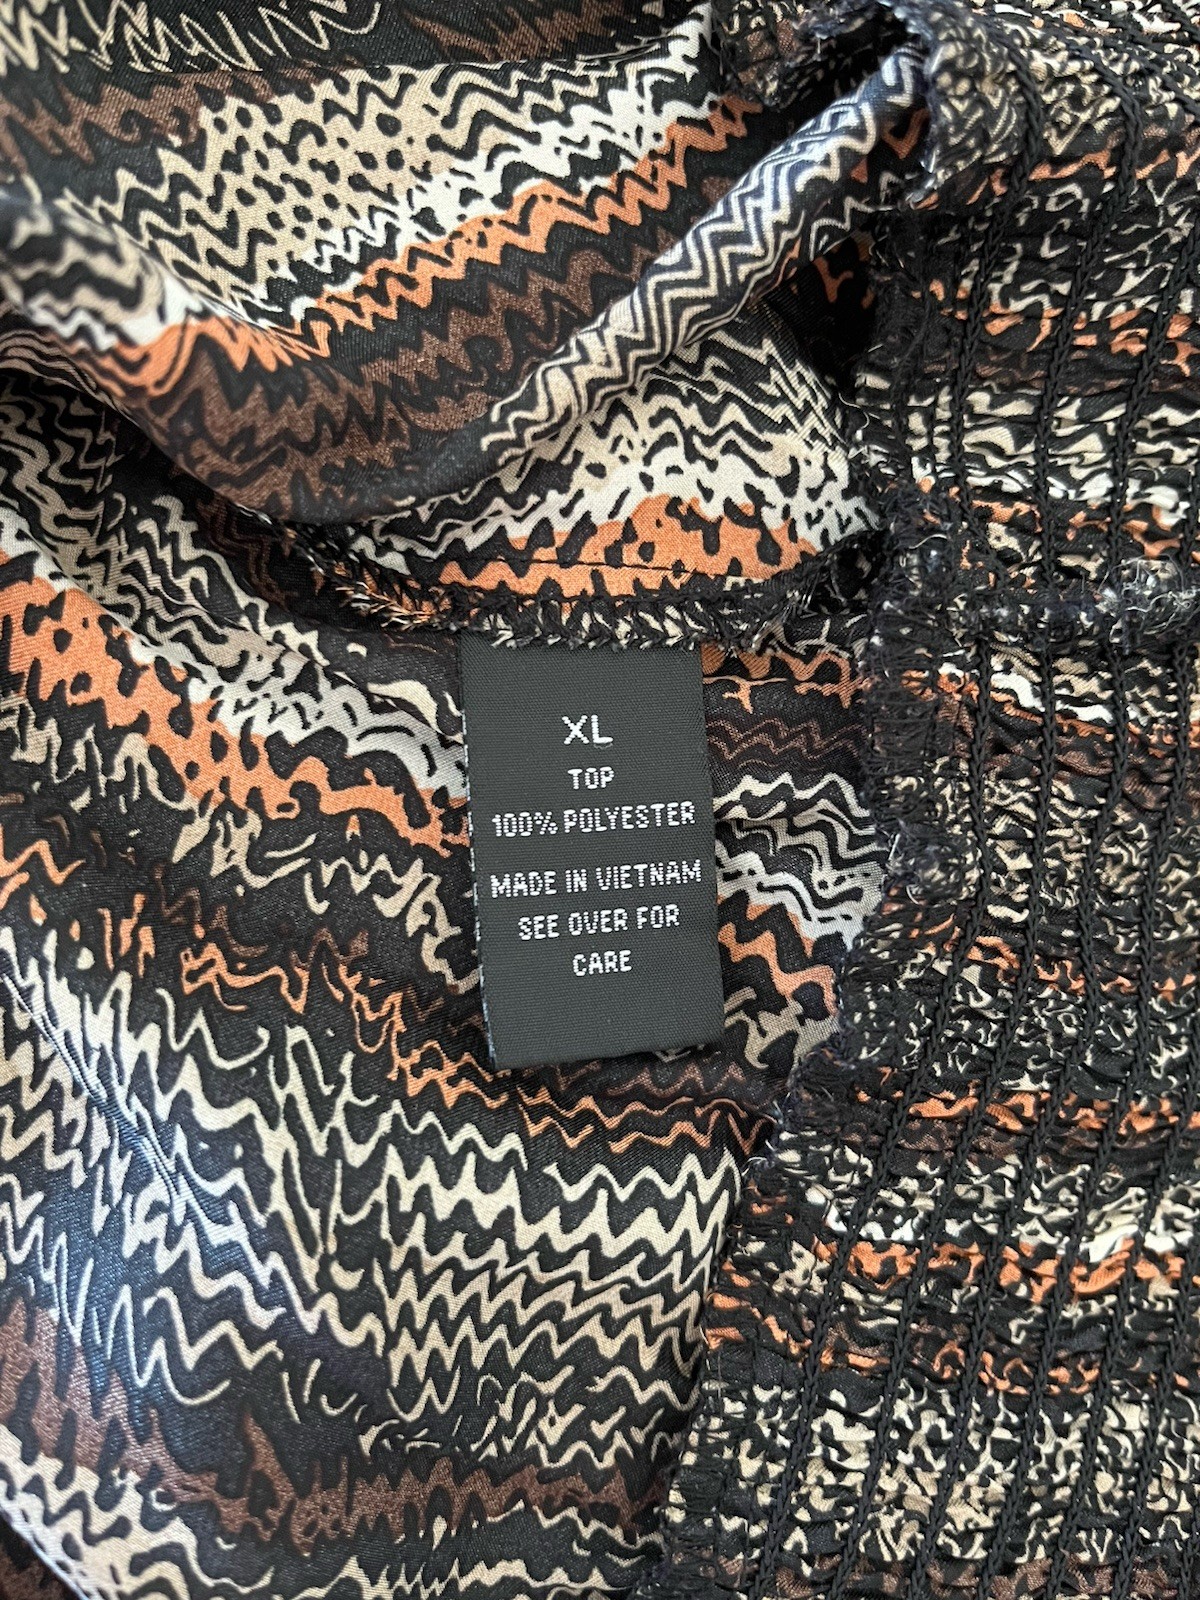 XL
TOP
100% POLYESTER
MADE IN VIETNAM
SEE OVER FOR
CARE